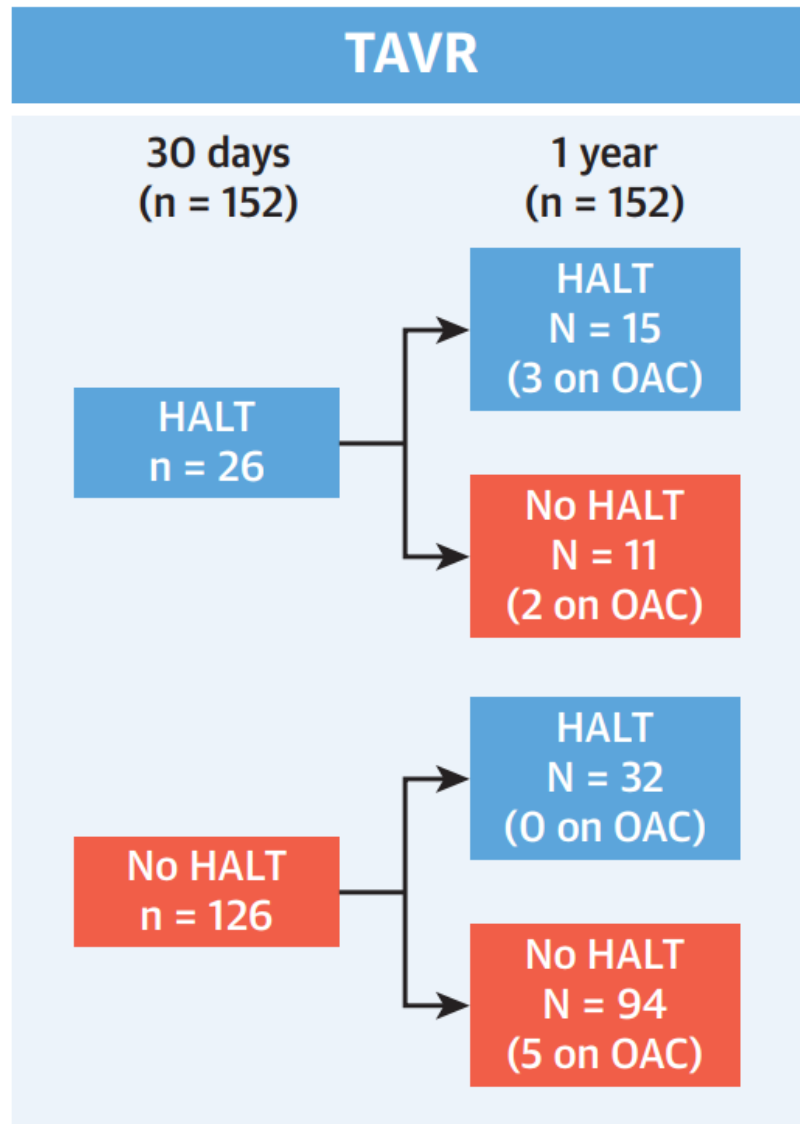 TAVR
30 days
(n = 152)
1 year
(n = 152)
HALT
n = 26
HALT
N = 15
(3 on OAC)
No HALT
N = 11
(2 on OAC)
No HALT
n = 126
HALT
N = 32
(0 on OAC)
No HALT
N = 94
(5 on OAC)